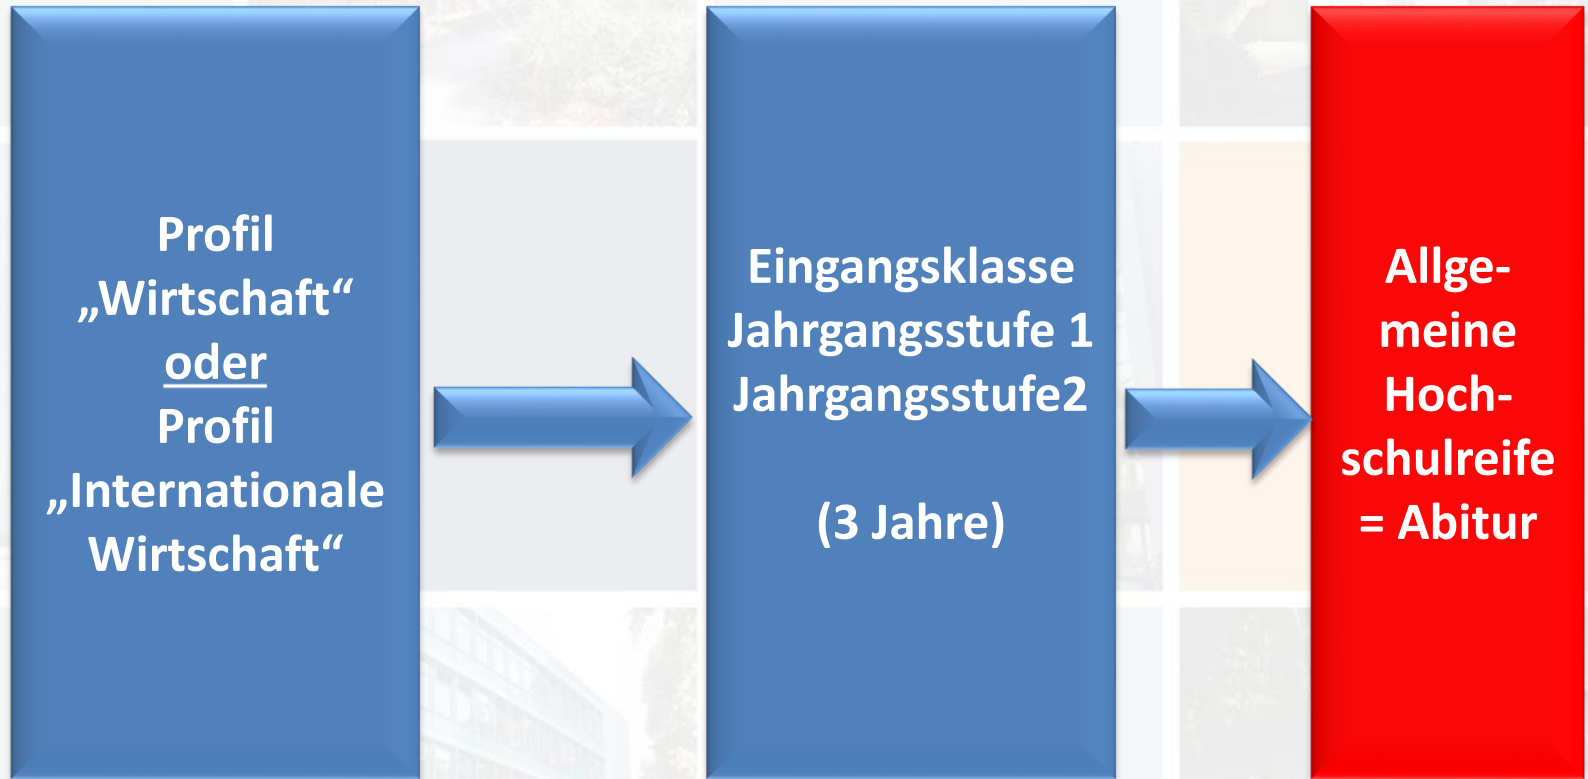 Profil
„Wirtschaft“
oder
Profil
„Internationale
Wirtschaft“
Eingangsklasse
Jahrgangsstufe 1
Jahrgangsstufe2
(3 Jahre)
Allge-
meine
Hoch-
schulreife
= Abitur